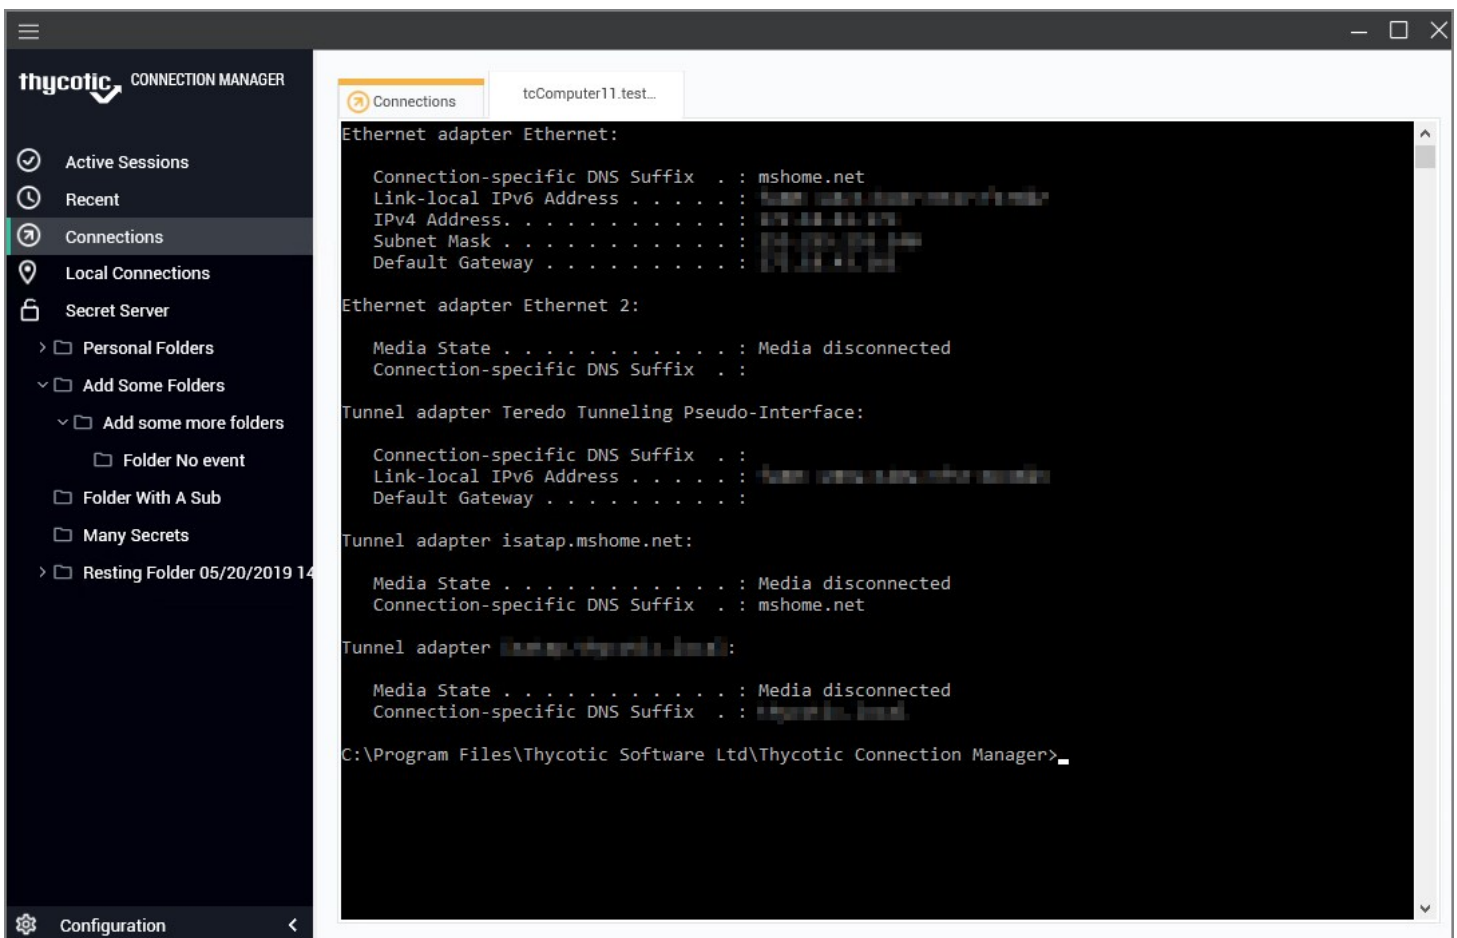 thycotic CONNECTION MANAGER
Active Sessions
Recent
Connections
Local Connections
Secret Server
Personal Folders
Add Some Folders
Add some more folders
Folder No event
Folder With A Sub
Many Secrets
Resting Folder 05/20/2019 14
Configuration
Connections
tcComputer11.test...
Ethernet adapter Ethernet:
Connection-specific DNS Suffix . : mshome.net
Link-local IPv6 Address . . . . . :
IPv4 Address. . . . . . . . . . . :
Subnet Mask . . . . . . . . . . . :
Default Gateway . . . . . . . . . :
Ethernet adapter Ethernet 2:
Media State . . . . . . . . . . . : Media disconnected
Connection-specific DNS Suffix . :
Tunnel adapter Teredo Tunneling Pseudo-Interface:
Connection-specific DNS Suffix . :
Link-local IPv6 Address . . . . . :
Default Gateway . . . . . . . . . :
Tunnel adapter isatap.mshome.net:
Media State . . . . . . . . . . . : Media disconnected
Connection-specific DNS Suffix . : mshome.net
Tunnel adapter :
Media State . . . . . . . . . . . : Media disconnected
Connection-specific DNS Suffix . :
C:\Program Files\Thycotic Software Ltd\Thycotic Connection Manager>